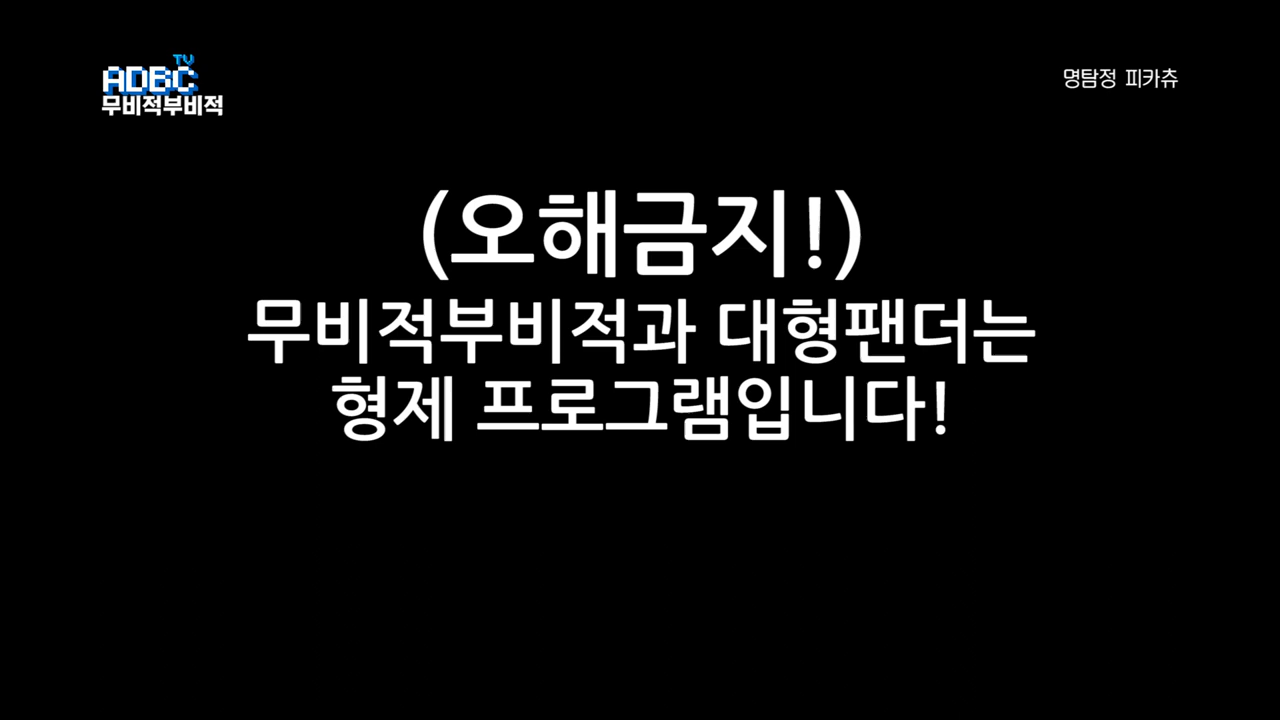 TV
ADBC
무비적부비적
명탐정 피카츄
(오해금지!)
무비적부비적과 대형팬더는
형제 프로그램입니다!